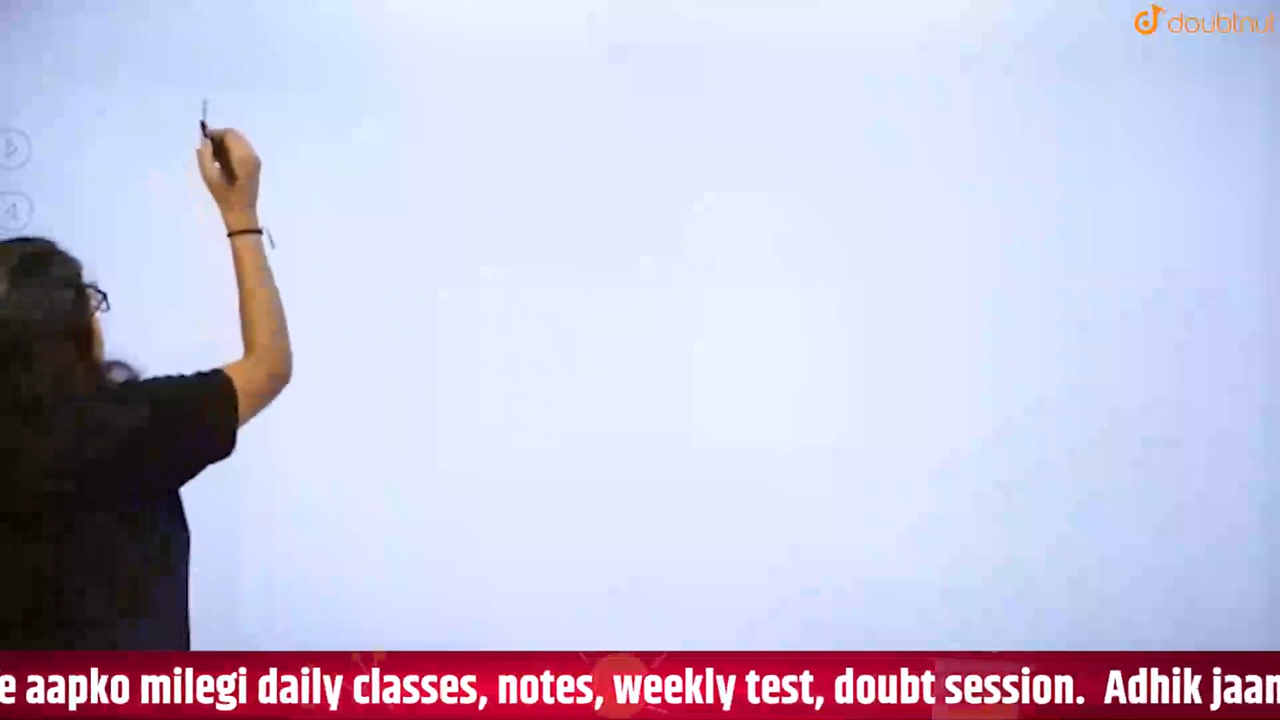 doubtnut
e aapko milegi daily classes, notes, weekly test, doubt session. Adhik jaan